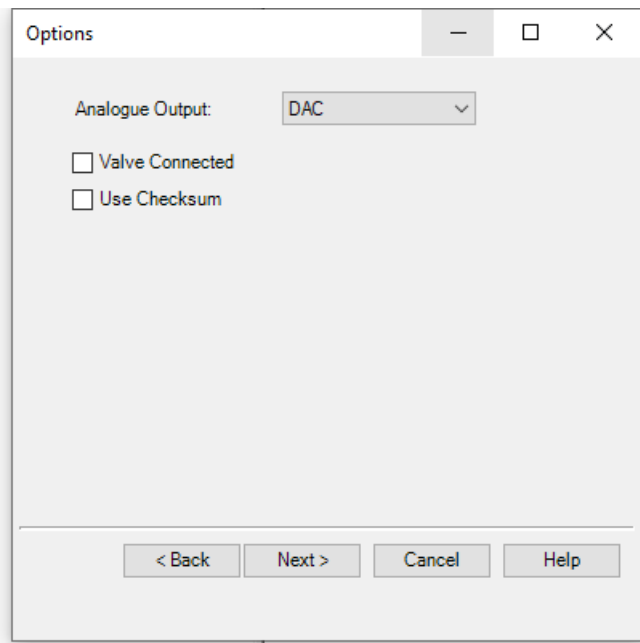 Options
Analogue Output: DAC
Valve Connected
Use Checksum
< Back Next > Cancel Help